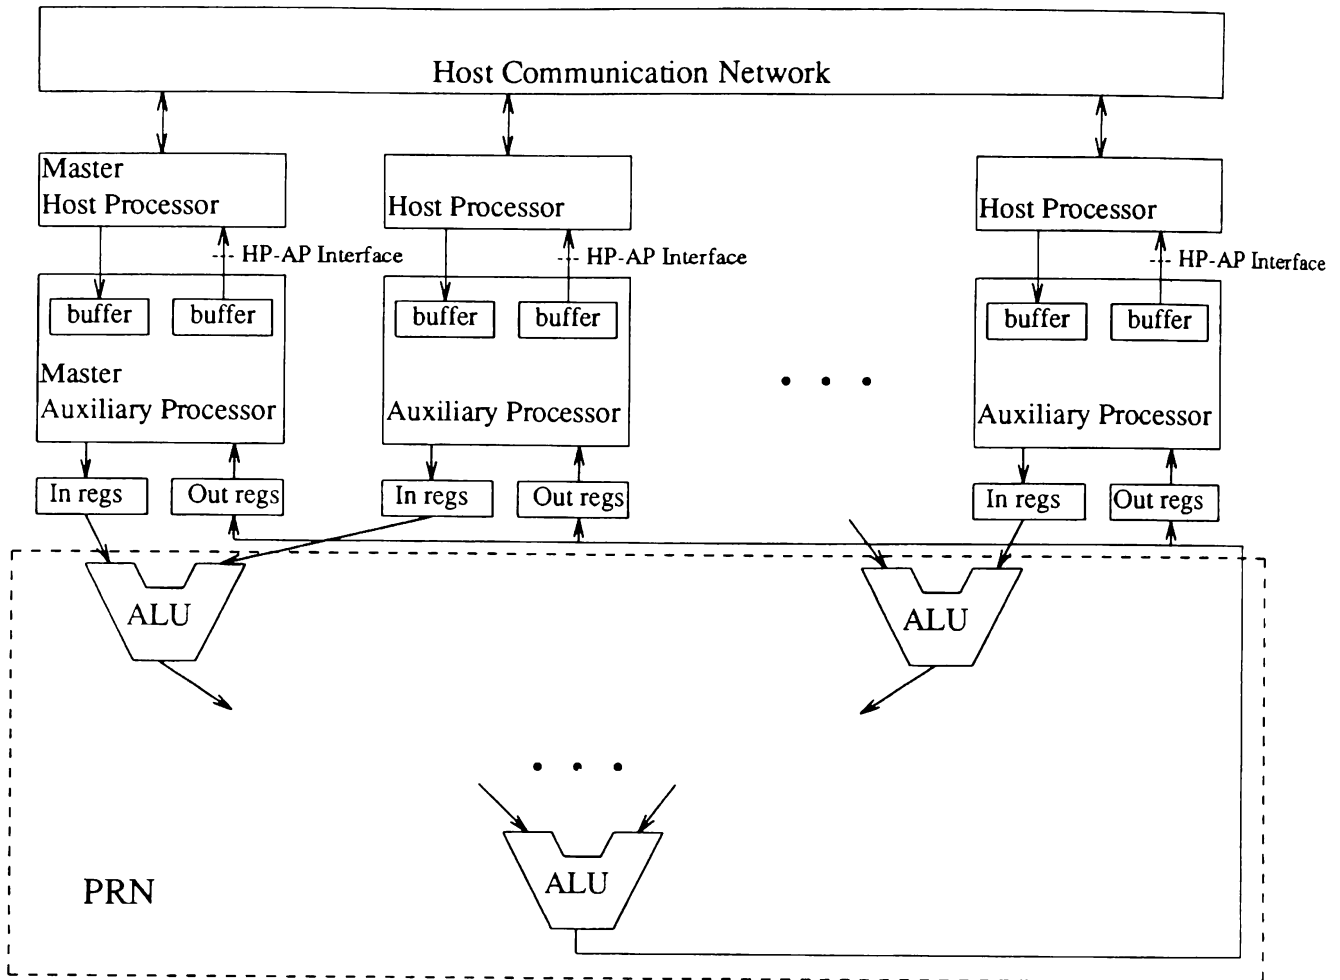 Host Communication Network
Master
Host Processor
Host Processor
Host Processor
HP-AP Interface
HP-AP Interface
HP-AP Interface
buffer
buffer
buffer
buffer
buffer
buffer
Master
Auxiliary Processor
Auxiliary Processor
Auxiliary Processor
In regs
Out regs
In regs
Out regs
In regs
Out regs
ALU
ALU
ALU
PRN